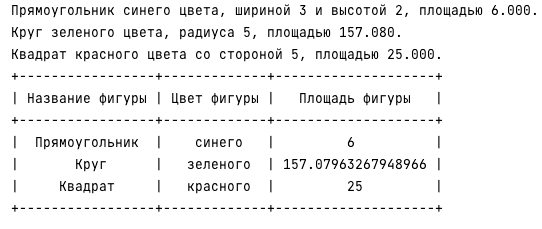 Прямоугольник синего цвета, шириной 3 и высотой 2, площадью 6.000.
Круг зеленого цвета, радиуса 5, площадью 157.080.
Квадрат красного цвета со стороной 5, площадью 25.000.
+-----------------+-------------+--------------------+
| Название фигуры | Цвет фигуры |   Площадь фигуры   |
+-----------------+-------------+--------------------+
|  Прямоугольник  |    синего   |         6          |
|       Круг      |   зеленого  | 157.07963267948966 |
|     Квадрат     |   красного  |         25         |
+-----------------+-------------+--------------------+